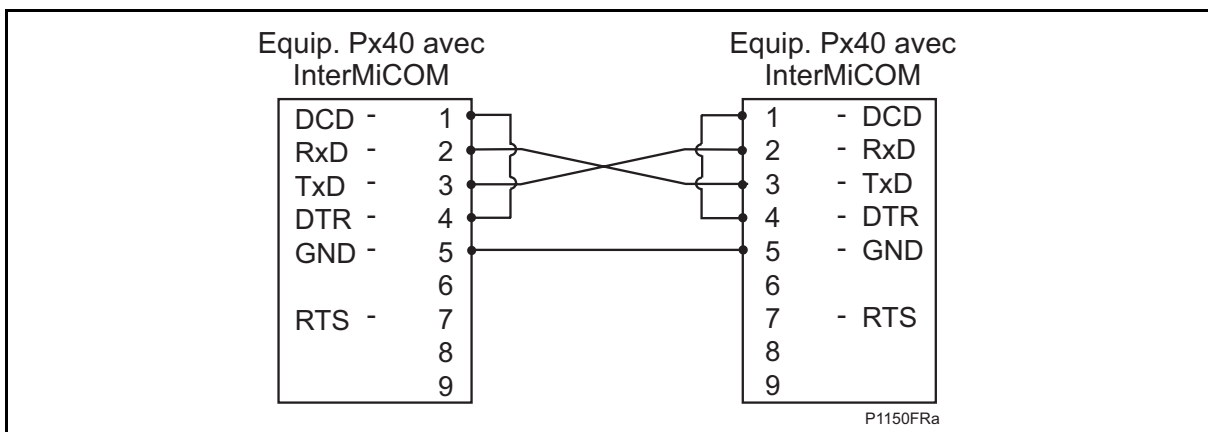 Equip. Px40 avec
InterMiCOM
DCD - 1
RxD - 2
TxD - 3
DTR - 4
GND - 5
6
RTS - 7
8
9
Equip. Px40 avec
InterMiCOM
1 - DCD
2 - RxD
3 - TxD
4 - DTR
5 - GND
6
7 - RTS
8
9
P1150FRa